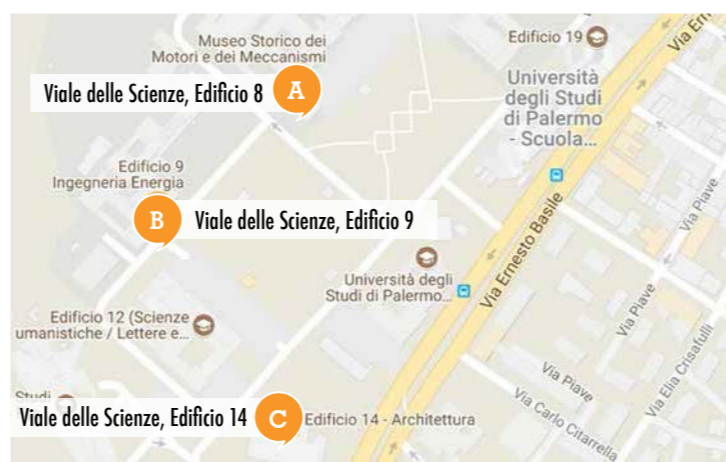 Museo Storico dei
Motori e dei Meccanismi
Edificio 19
Via Ern
Viale delle Scienze, Edificio 8
A
Università
degli Studi
di Palermo
- Scuola...
Edificio 9
Ingegneria Energia
Via Piave
B
Viale delle Scienze, Edificio 9
Via Ernesto Basile
Università degli
Studi di Palermo...
Via Piave
Edificio 12 (Scienze
umanistiche / Lettere e...
Via Piave
Via Elia Crisafulli
Studi
Viale delle Scienze, Edificio 14
C
Edificio 14 - Architettura
Via Carlo Citarrella